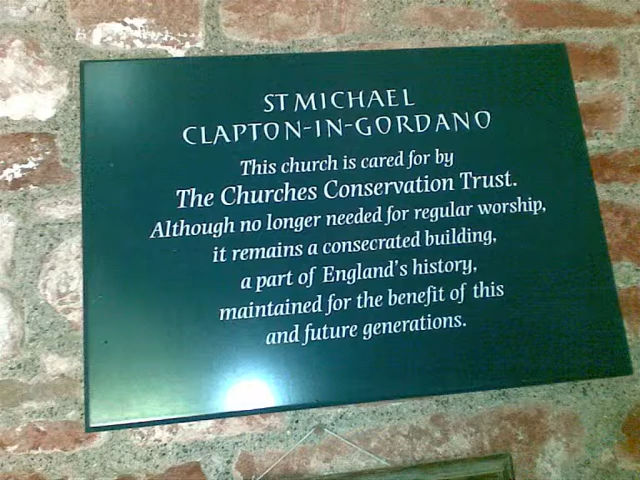 ST MICHAEL
CLAPTON-IN-GORDANO
This church is cared for by
The Churches Conservation Trust.
Although no longer needed for regular worship,
it remains a consecrated building,
a part of England's history,
maintained for the benefit of this
and future generations.